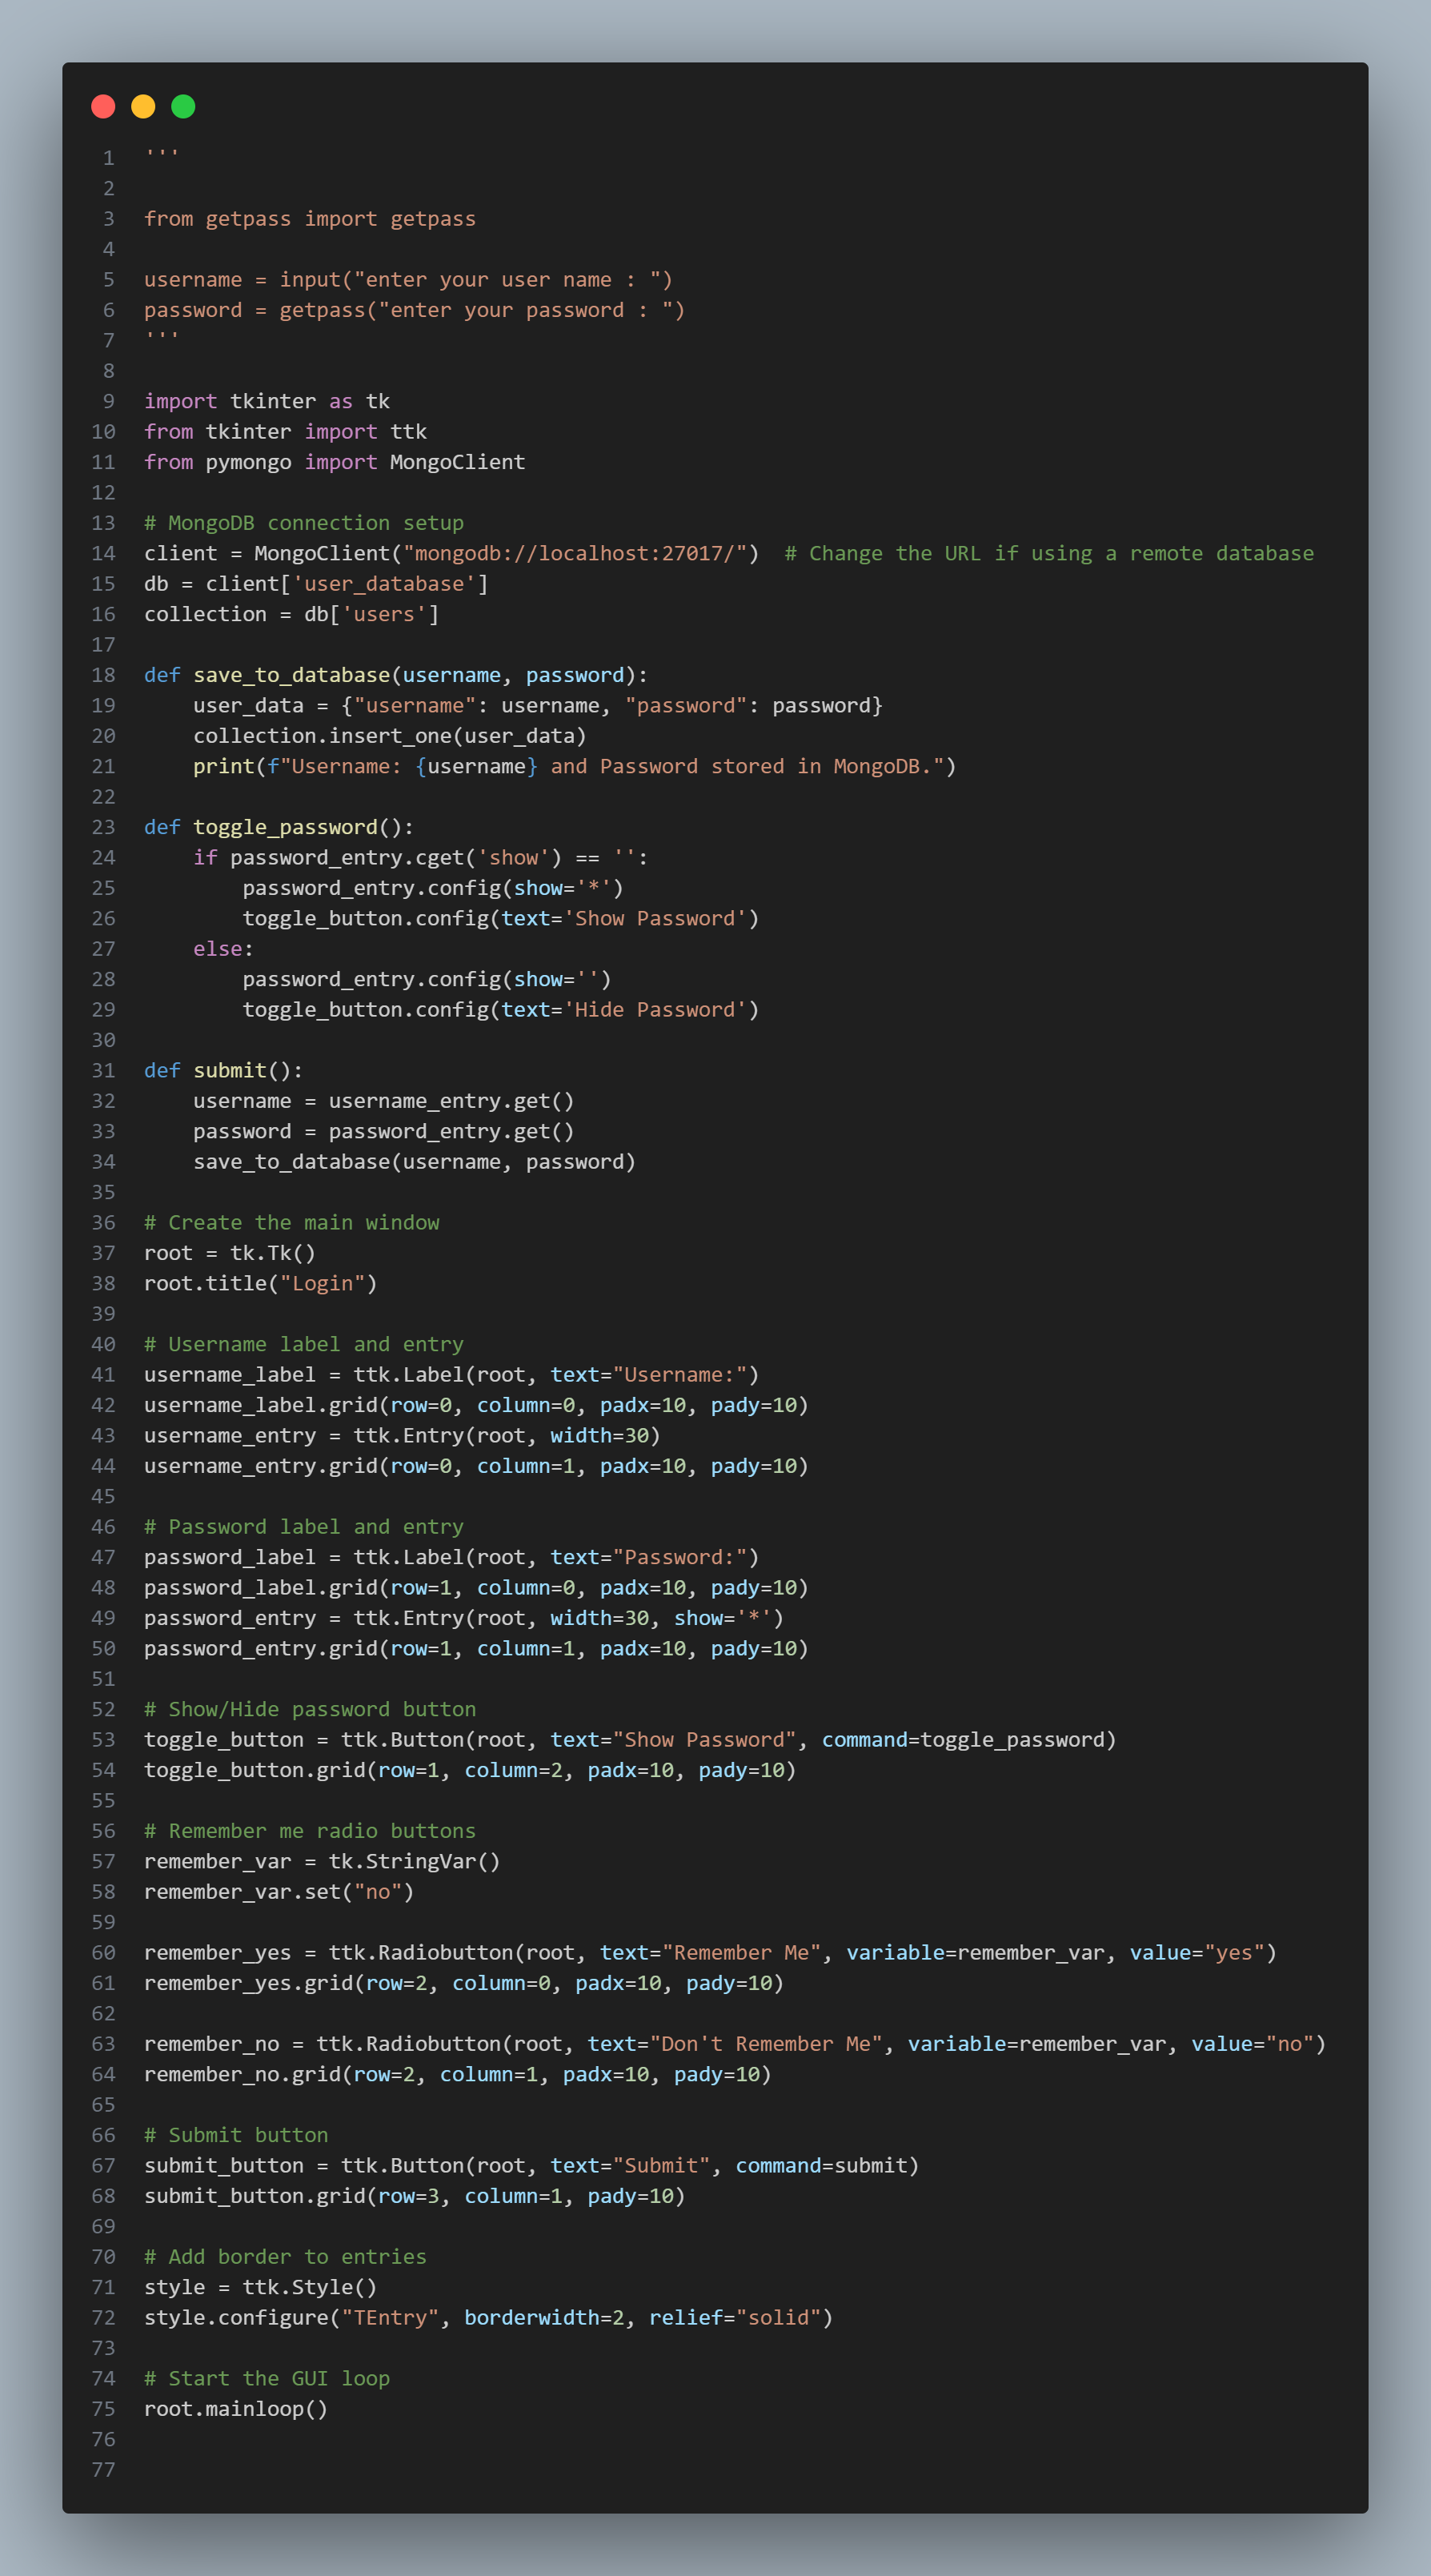 1 '''
2
3 from getpass import getpass
4
5 username = input("enter your user name : ")
6 password = getpass("enter your password : ")
7 '''
8
9 import tkinter as tk
10 from tkinter import ttk
11 from pymongo import MongoClient
12
13 # MongoDB connection setup
14 client = MongoClient("mongodb://localhost:27017/")  # Change the URL if using a remote database
15 db = client['user_database']
16 collection = db['users']
17
18 def save_to_database(username, password):
19     user_data = {"username": username, "password": password}
20     collection.insert_one(user_data)
21     print(f"Username: {username} and Password stored in MongoDB.")
22
23 def toggle_password():
24     if password_entry.cget('show') == '':
25         password_entry.config(show='*')
26         toggle_button.config(text='Show Password')
27     else:
28         password_entry.config(show='')
29         toggle_button.config(text='Hide Password')
30
31 def submit():
32     username = username_entry.get()
33     password = password_entry.get()
34     save_to_database(username, password)
35
36 # Create the main window
37 root = tk.Tk()
38 root.title("Login")
39
40 # Username label and entry
41 username_label = ttk.Label(root, text="Username:")
42 username_label.grid(row=0, column=0, padx=10, pady=10)
43 username_entry = ttk.Entry(root, width=30)
44 username_entry.grid(row=0, column=1, padx=10, pady=10)
45
46 # Password label and entry
47 password_label = ttk.Label(root, text="Password:")
48 password_label.grid(row=1, column=0, padx=10, pady=10)
49 password_entry = ttk.Entry(root, width=30, show='*')
50 password_entry.grid(row=1, column=1, padx=10, pady=10)
51
52 # Show/Hide password button
53 toggle_button = ttk.Button(root, text="Show Password", command=toggle_password)
54 toggle_button.grid(row=1, column=2, padx=10, pady=10)
55
56 # Remember me radio buttons
57 remember_var = tk.StringVar()
58 remember_var.set("no")
59
60 remember_yes = ttk.Radiobutton(root, text="Remember Me", variable=remember_var, value="yes")
61 remember_yes.grid(row=2, column=0, padx=10, pady=10)
62
63 remember_no = ttk.Radiobutton(root, text="Don't Remember Me", variable=remember_var, value="no")
64 remember_no.grid(row=2, column=1, padx=10, pady=10)
65
66 # Submit button
67 submit_button = ttk.Button(root, text="Submit", command=submit)
68 submit_button.grid(row=3, column=1, pady=10)
69
70 # Add border to entries
71 style = ttk.Style()
72 style.configure("TEntry", borderwidth=2, relief="solid")
73
74 # Start the GUI loop
75 root.mainloop()
76
77